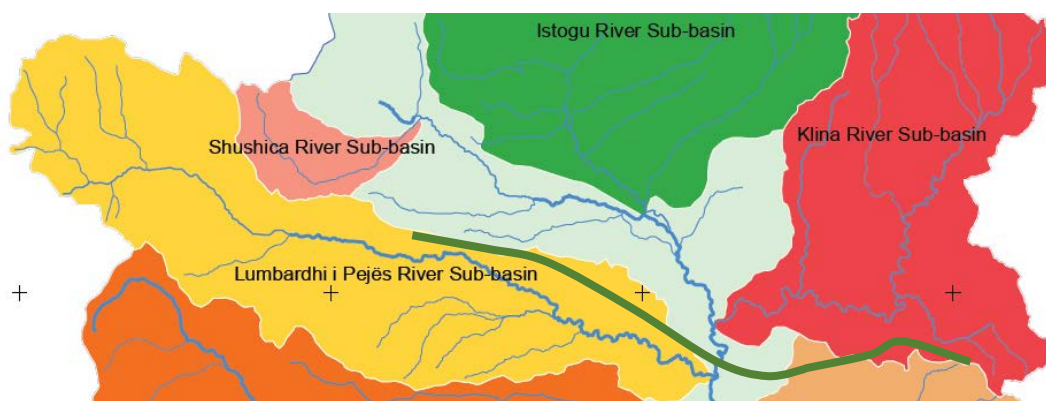 Istogu River Sub-basin
Shushica River Sub-basin
Klina River Sub-basin
Lumbardhi i Pejës River Sub-basin